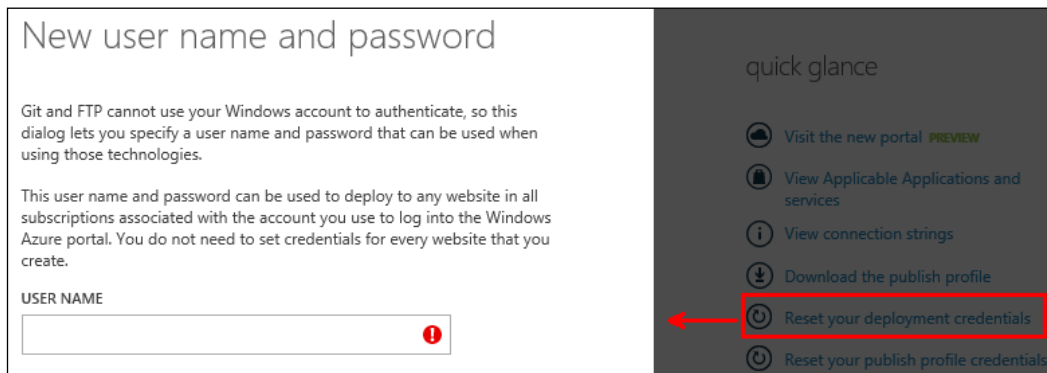 New user name and password
Git and FTP cannot use your Windows account to authenticate, so this
dialog lets you specify a user name and password that can be used when
using those technologies.
This user name and password can be used to deploy to any website in all
subscriptions associated with the account you use to log into the Windows
Azure portal. You do not need to set credentials for every website that you
create.
USER NAME
quick glance
Visit the new portal PREVIEW
View Applicable Applications and
services
View connection strings
Download the publish profile
Reset your deployment credentials
Reset your publish profile credentials